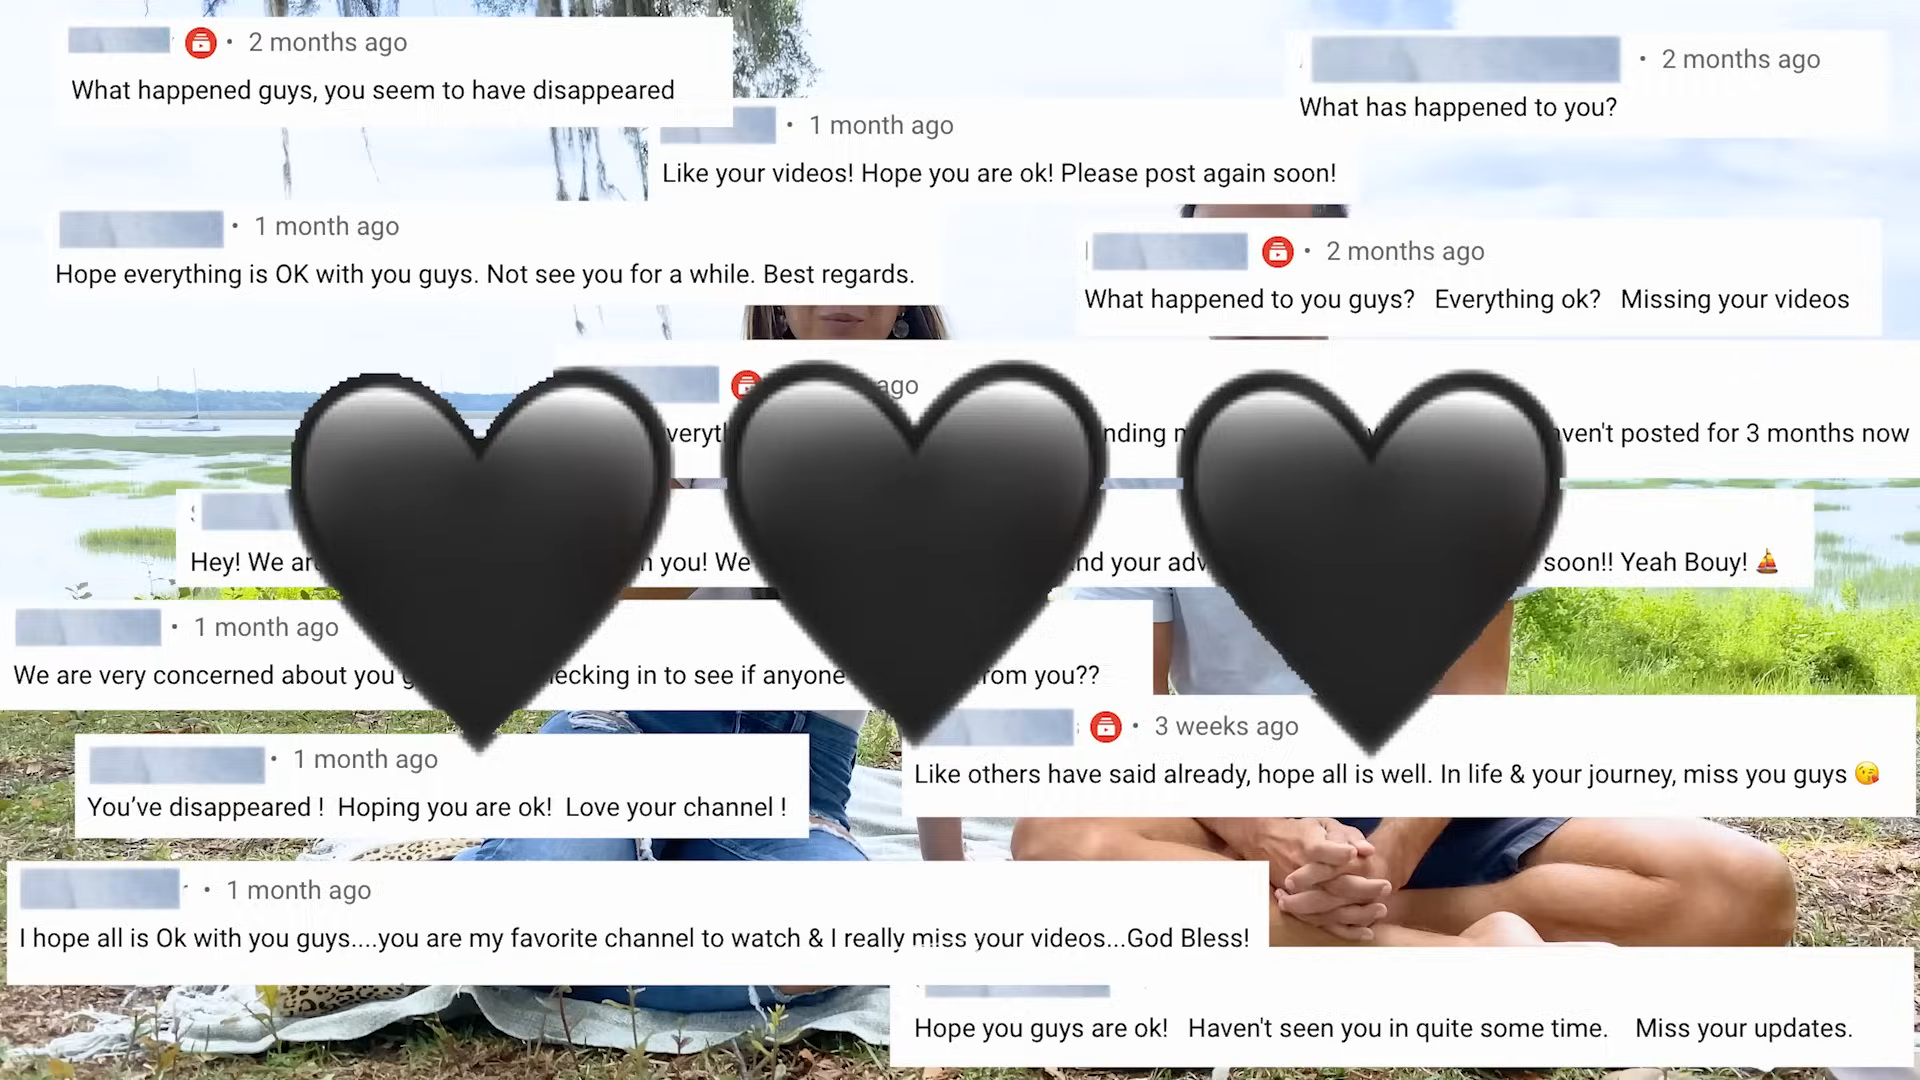 • 2 months ago
What happened guys, you seem to have disappeared
• 2 months ago
What has happened to you?
• 1 month ago
Like your videos! Hope you are ok! Please post again soon!
• 1 month ago
Hope everything is OK with you guys. Not see you for a while. Best regards.
• 2 months ago
What happened to you guys? Everything ok? Missing your videos
ago
posted for 3 months now
Hey! We you! We your soon!! Yeah Bouy! ⛵
• 1 month ago
We are very concerned about you in to see if anyone you??
• 3 weeks ago
Like others have said already, hope all is well. In life & your journey, miss you guys 😘
• 1 month ago
You’ve disappeared ! Hoping you are ok! Love your channel !
• 1 month ago
I hope all is Ok with you guys....you are my favorite channel to watch & I really miss your videos...God Bless!
Hope you guys are ok! Haven't seen you in quite some time. Miss your updates.